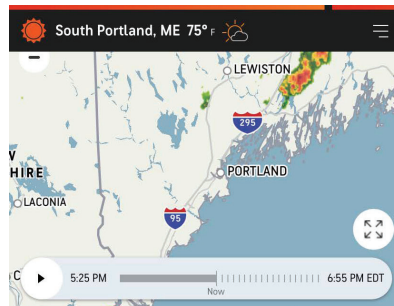 South Portland, ME 75° F
LEWISTON
295
W
HIRE
PORTLAND
LACONIA
95
C
5:25 PM
6:55 PM EDT
Now